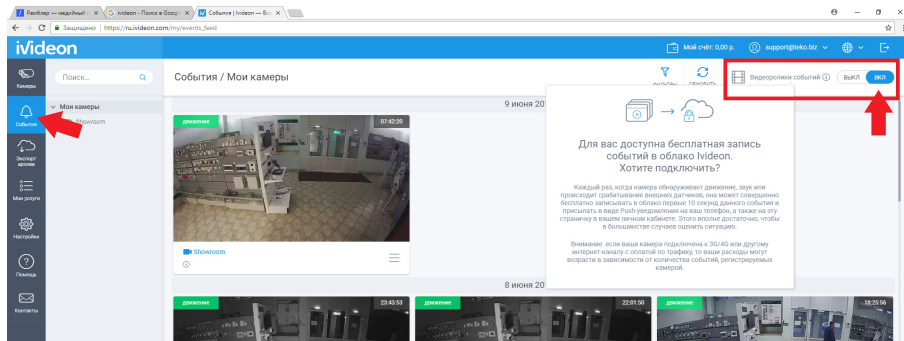 Рамблер — медийный п
ivideon - Поиск в Googl
События | Ivideon — Вид
Защищено | https://ru.ivideon.com/my/events_feed
ivideon
Мой счёт: 0,00 р.
support@teko.biz
Камеры
Поиск...
События / Мои камеры
ФИЛЬТРЫ
ОБНОВИТЬ
Видеоролики событий
ВЫКЛ
ВКЛ
События
Мои камеры
Showroom
9 июня 20
движение
07:42:20
Showroom
Экспорт архива
Мои услуги
Настройки
Помощь
Контакты
Для вас доступна бесплатная запись
событий в облако Ivideon.
Хотите подключить?
Каждый раз, когда камера обнаруживает движение, звук или
происходит срабатывание внешних датчиков, она может совершенно
бесплатно записывать в облако первые 10 секунд данного события и
присылать в виде Push-уведомления на ваш телефон, а также на эту
страничку в вашем личном кабинете. Этого вполне достаточно, чтобы
в большинстве случаев оценить ситуацию.
Внимание: если ваша камера подключена к 3G/4G или другому
интернет-каналу с оплатой по трафику, то ваши расходы могут
возрасти в зависимости от количества событий, регистрируемых
камерой.
8 июня 20
движение
23:43:53
движение
22:01:50
движение
18:25:56